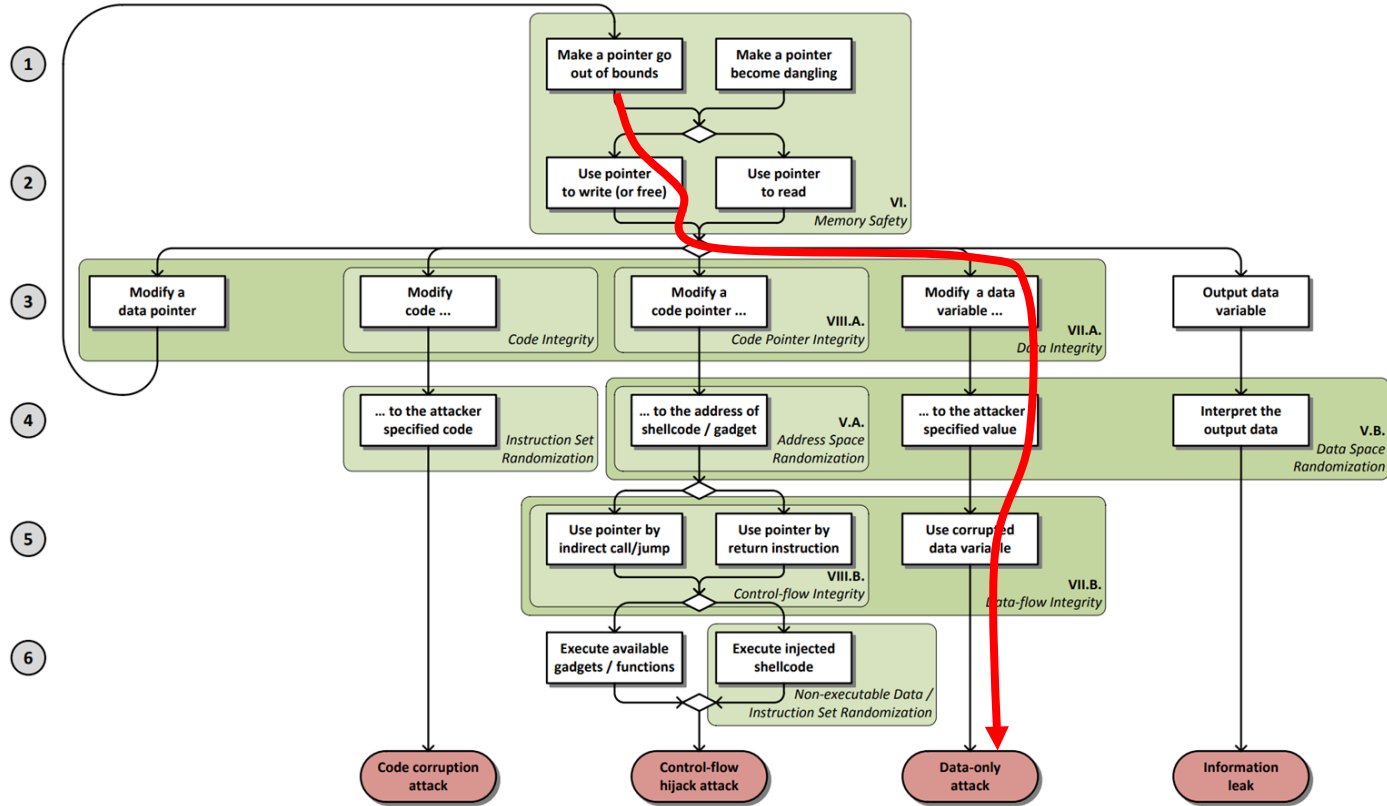 1
Make a pointer go
out of bounds
Make a pointer
become dangling
2
Use pointer
to write (or free)
Use pointer
to read
VI.
Memory Safety
3
Modify a
data pointer
Modify
code ...
Code Integrity
Modify a
code pointer ...
VIII.A.
Code Pointer Integrity
Modify a data
variable ...
VII.A.
Data Integrity
Output data
variable
4
... to the attacker
specified code
Instruction Set
Randomization
... to the address of
shellcode / gadget
V.A.
Address Space
Randomization
... to the attacker
specified value
Interpret the
output data
V.B.
Data Space
Randomization
5
Use pointer by
indirect call/jump
Use pointer by
return instruction
VIII.B.
Control-flow Integrity
Use corrupted
data variable
VII.B.
Data-flow Integrity
6
Execute available
gadgets / functions
Execute injected
shellcode
Non-executable Data /
Instruction Set Randomization
Code corruption
attack
Control-flow
hijack attack
Data-only
attack
Information
leak